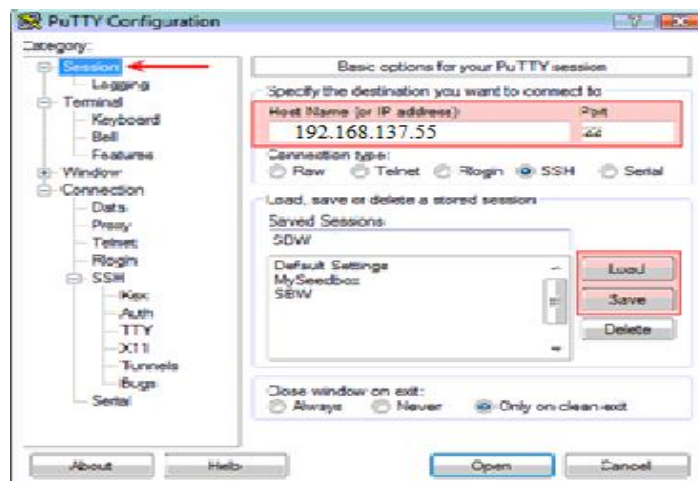 PuTTY Configuration
Category:
Session
Logging
Terminal
Keyboard
Bell
Features
Window
Connection
Data
Proxy
Telnet
Rlogin
SSH
Kex
Auth
TTY
X11
Tunnels
Bugs
Serial
Basic options for your PuTTY session
Specify the destination you want to connect to
Host Name (or IP address) Port
192.168.137.55 22
Connection type:
Raw Telnet Rlogin SSH Serial
Load, save or delete a stored session
Saved Sessions
SBW
Default Settings
MySeedbox
SBW
Load
Save
Delete
Close window on exit:
Always Never Only on clean exit
About Help Open Cancel